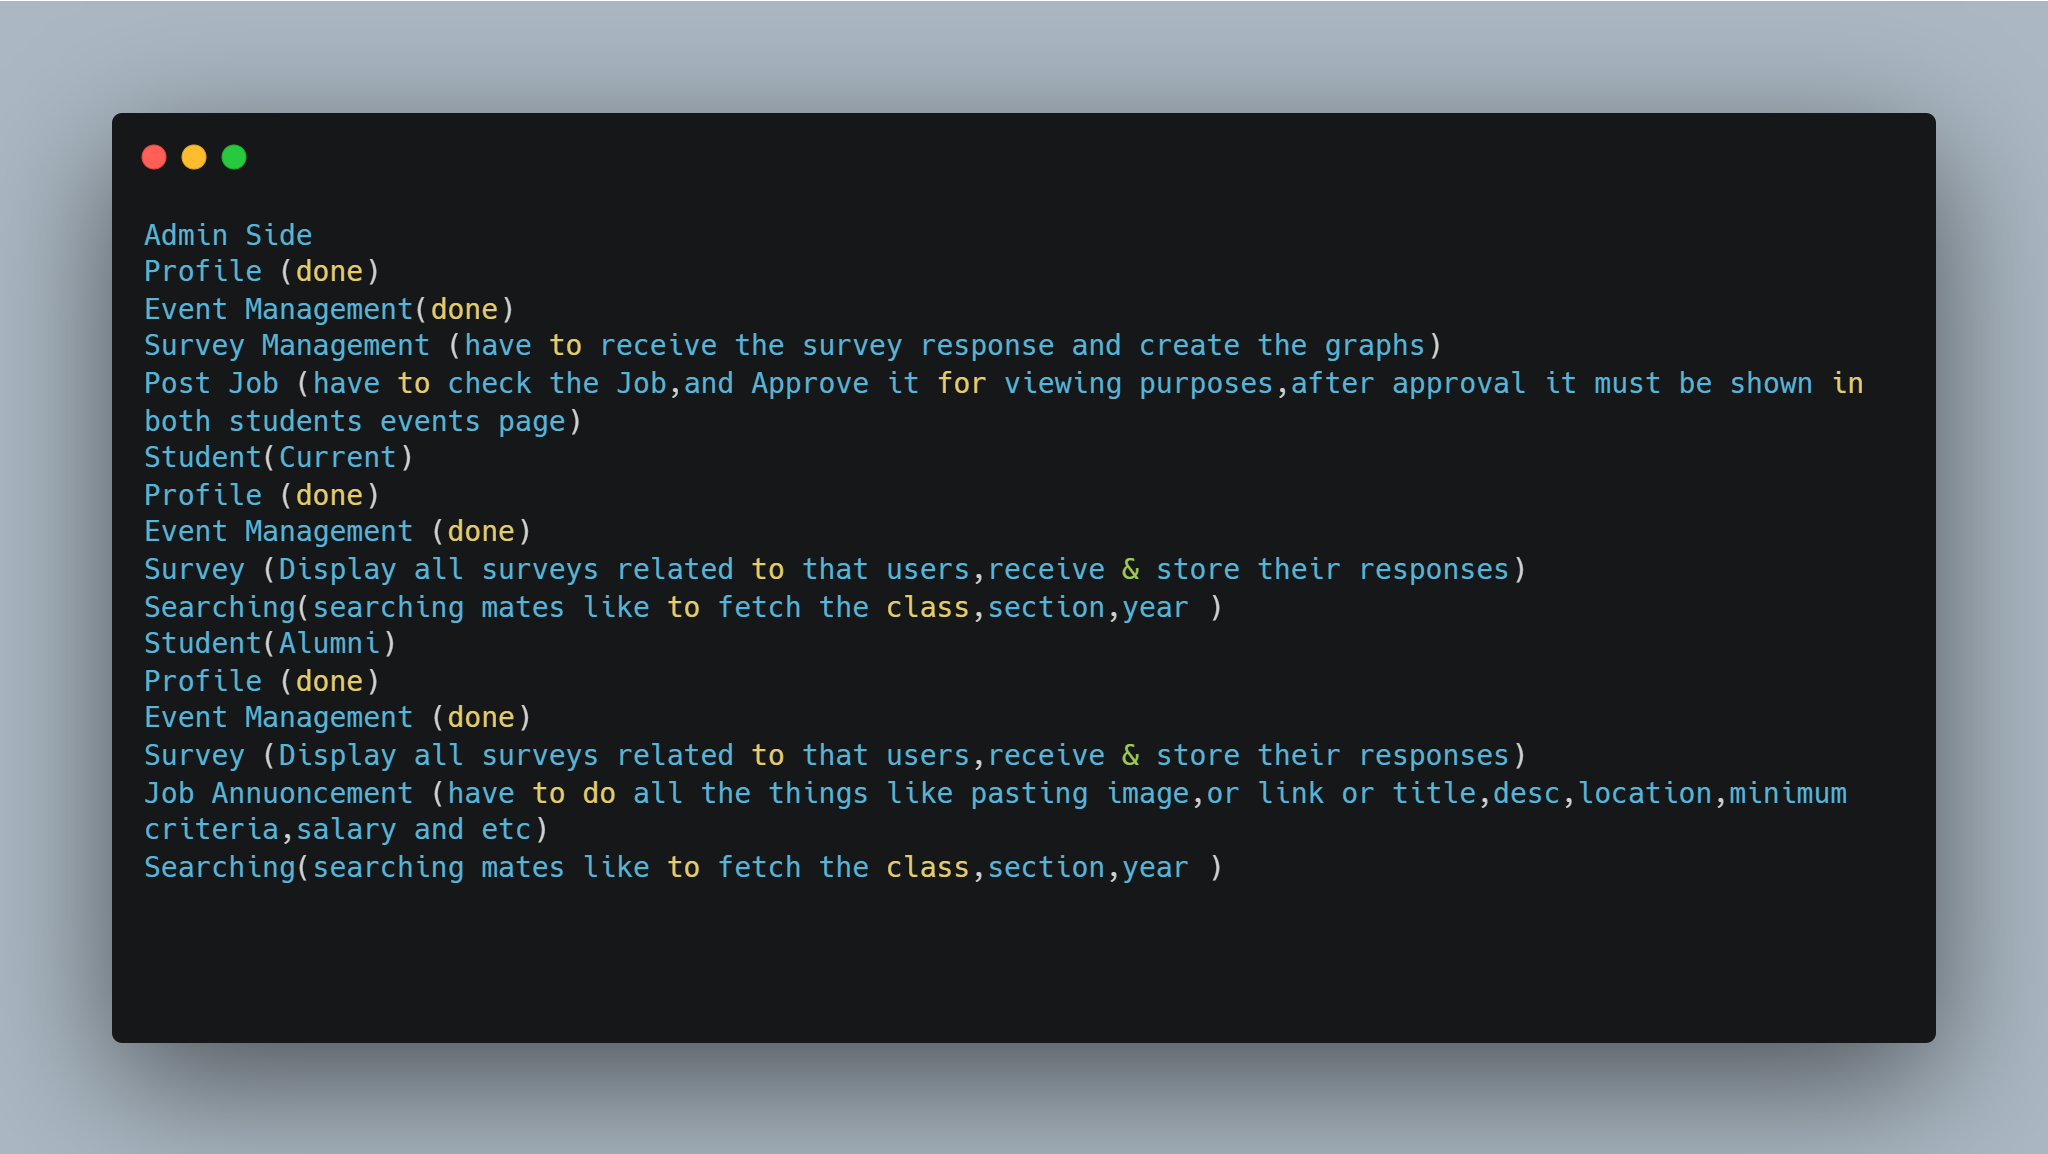 Admin Side
Profile (done)
Event Management(done)
Survey Management (have to receive the survey response and create the graphs)
Post Job (have to check the Job,and Approve it for viewing purposes,after approval it must be shown in
both students events page)
Student(Current)
Profile (done)
Event Management (done)
Survey (Display all surveys related to that users,receive & store their responses)
Searching(searching mates like to fetch the class,section,year )
Student(Alumni)
Profile (done)
Event Management (done)
Survey (Display all surveys related to that users,receive & store their responses)
Job Annuoncement (have to do all the things like pasting image,or link or title,desc,location,minimum
criteria,salary and etc)
Searching(searching mates like to fetch the class,section,year )